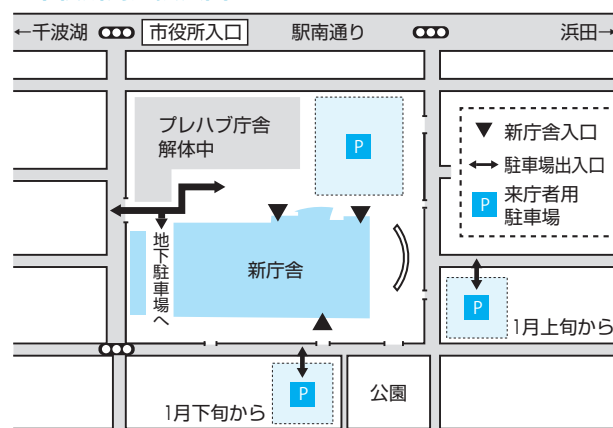 ←千波湖
市役所入口
駅南通り
浜田→
プレハブ庁舎
解体中
P
新庁舎入口
駐車場出入口
P
来庁者用
駐車場
地下駐車場へ
新庁舎
P
1月上旬から
P
1月下旬から
公園